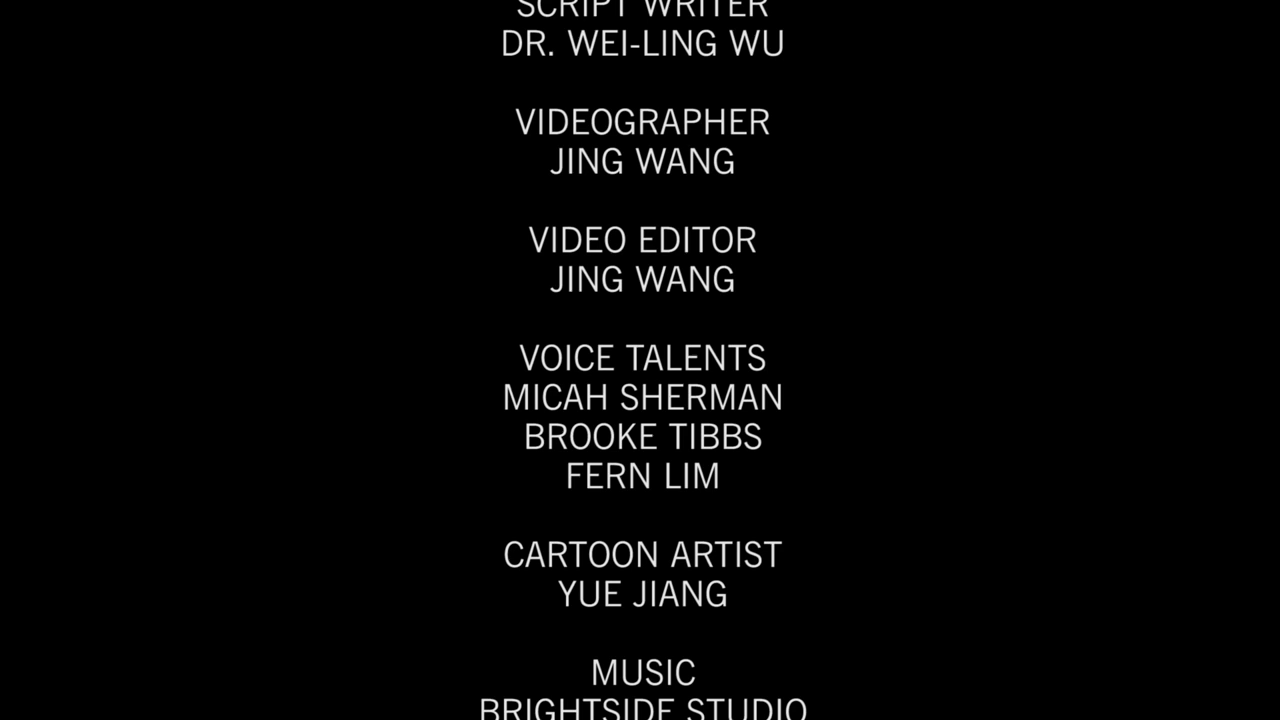 SCRIPT WRITER
DR. WEI-LING WU
VIDEOGRAPHER
JING WANG
VIDEO EDITOR
JING WANG
VOICE TALENTS
MICAH SHERMAN
BROOKE TIBBS
FERN LIM
CARTOON ARTIST
YUE JIANG
MUSIC
BRIGHTSIDE STUDIO